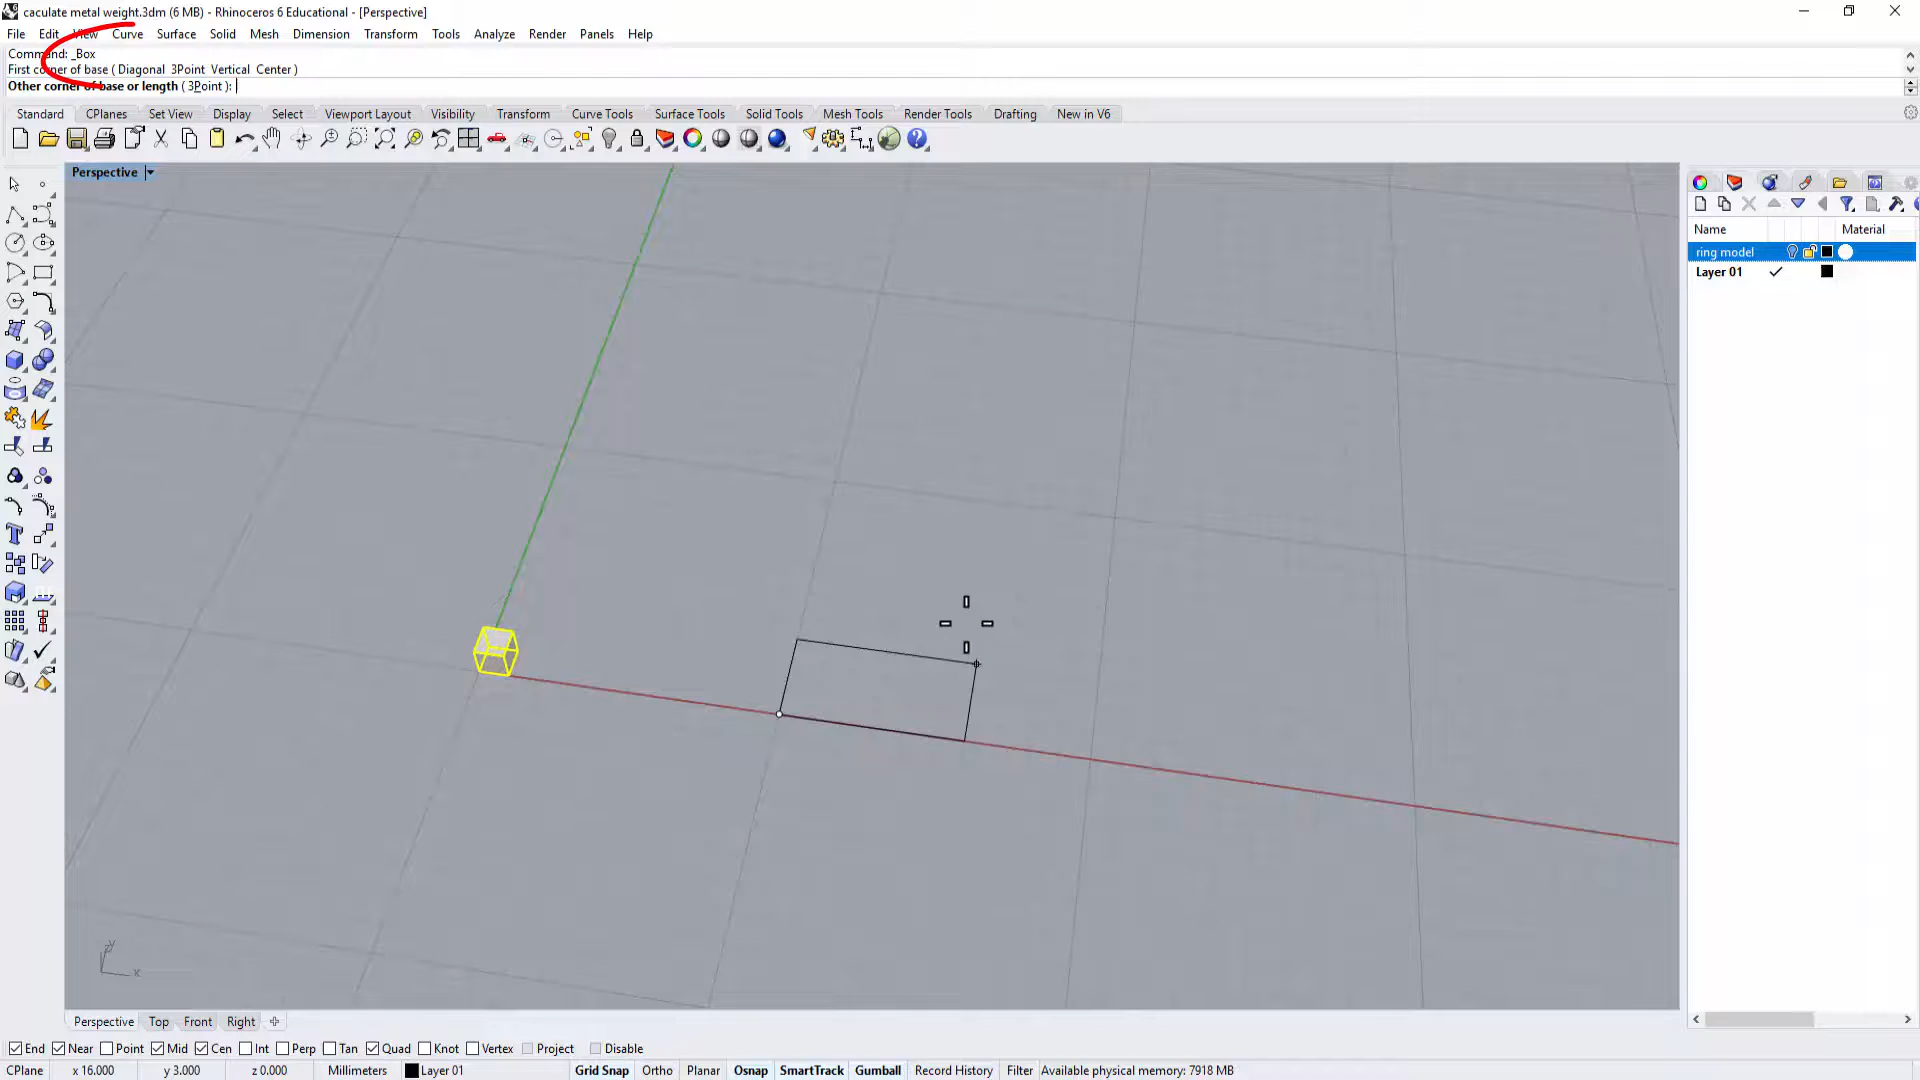 caculate metal weight.3dm (6 MB) - Rhinoceros 6 Educational - [Perspective]
File Edit View Curve Surface Solid Mesh Dimension Transform Tools Analyze Render Panels Help
Command: _Box
First corner of base ( Diagonal 3Point Vertical Center )
Other corner of base or length ( 3Point ):
Standard CPlanes Set View Display Select Viewport Layout Visibility Transform Curve Tools Surface Tools Solid Tools Mesh Tools Render Tools Drafting New in V6
Perspective
Name Material
ring model
Layer 01
y
x
Perspective Top Front Right
End Near Point Mid Cen Int Perp Tan Quad Knot Vertex Project Disable
CPlane x 16.000 y 3.000 z 0.000 Millimeters Layer 01 Grid Snap Ortho Planar Osnap SmartTrack Gumball Record History Filter Available physical memory: 7918 MB